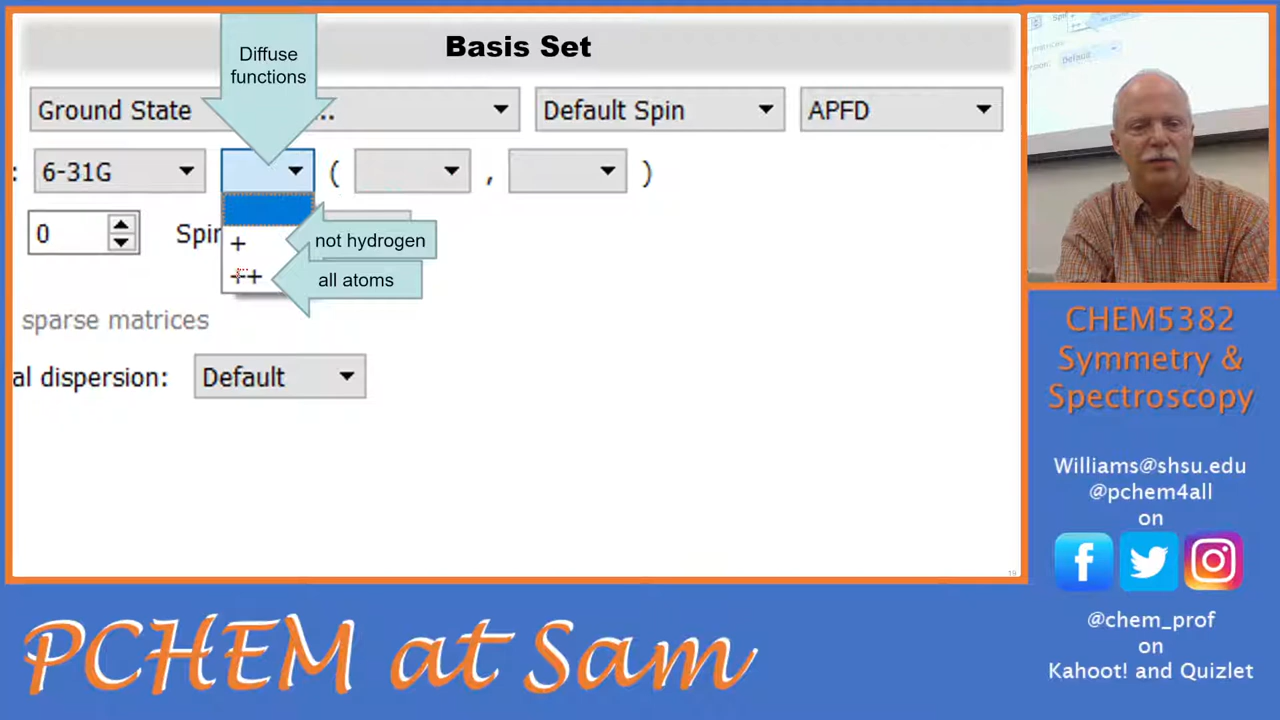 Basis Set
Diffuse
functions
Ground State ... Default Spin APFD
: 6-31G ( , )
0 Spin
+ not hydrogen
++ all atoms
sparse matrices
al dispersion: Default
19
Default
CHEM5382
Symmetry &
Spectroscopy
Williams@shsu.edu
@pchem4all
on
@chem_prof
on
Kahoot! and Quizlet
PCHEM at Sam